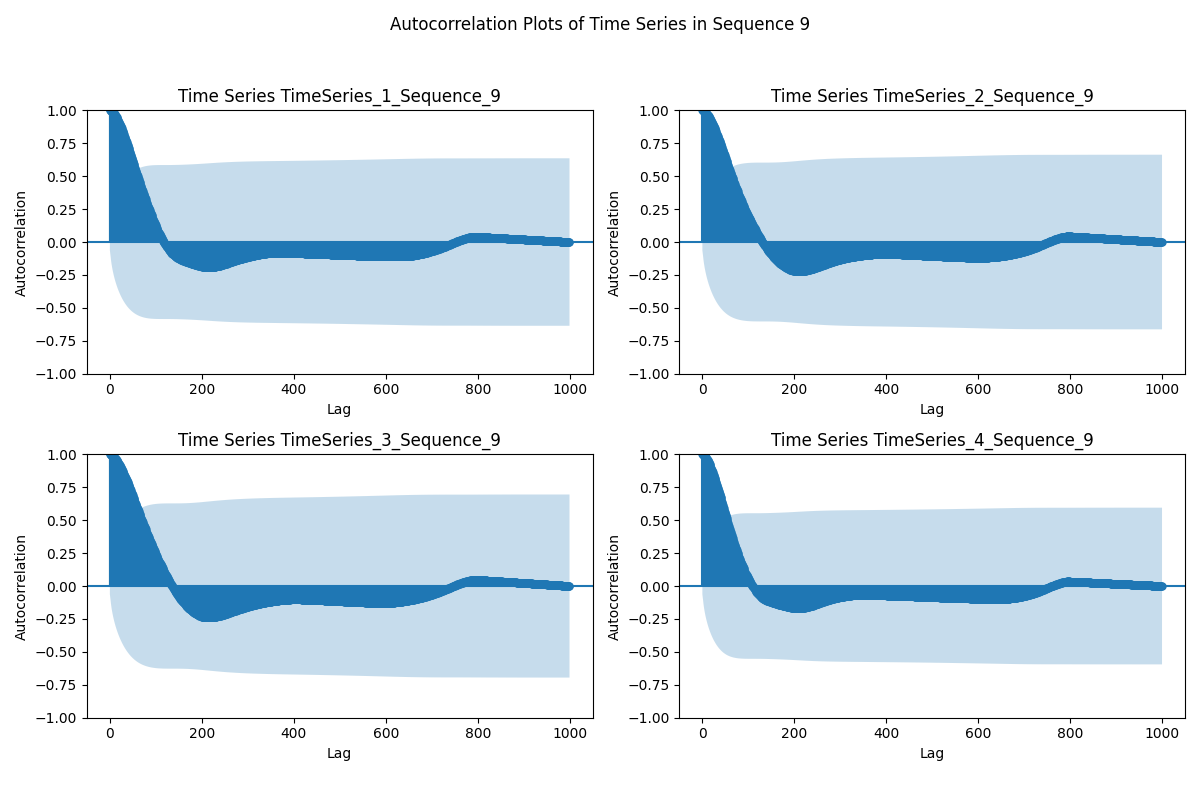 Autocorrelation Plots of Time Series in Sequence 9
Time Series TimeSeries_1_Sequence_9
1.00
0.75
0.50
0.25
0.00
−0.25
−0.50
−0.75
−1.00
Autocorrelation
0 200 400 600 800 1000
Lag
Time Series TimeSeries_2_Sequence_9
1.00
0.75
0.50
0.25
0.00
−0.25
−0.50
−0.75
−1.00
Autocorrelation
0 200 400 600 800 1000
Lag
Time Series TimeSeries_3_Sequence_9
1.00
0.75
0.50
0.25
0.00
−0.25
−0.50
−0.75
−1.00
Autocorrelation
0 200 400 600 800 1000
Lag
Time Series TimeSeries_4_Sequence_9
1.00
0.75
0.50
0.25
0.00
−0.25
−0.50
−0.75
−1.00
Autocorrelation
0 200 400 600 800 1000
Lag